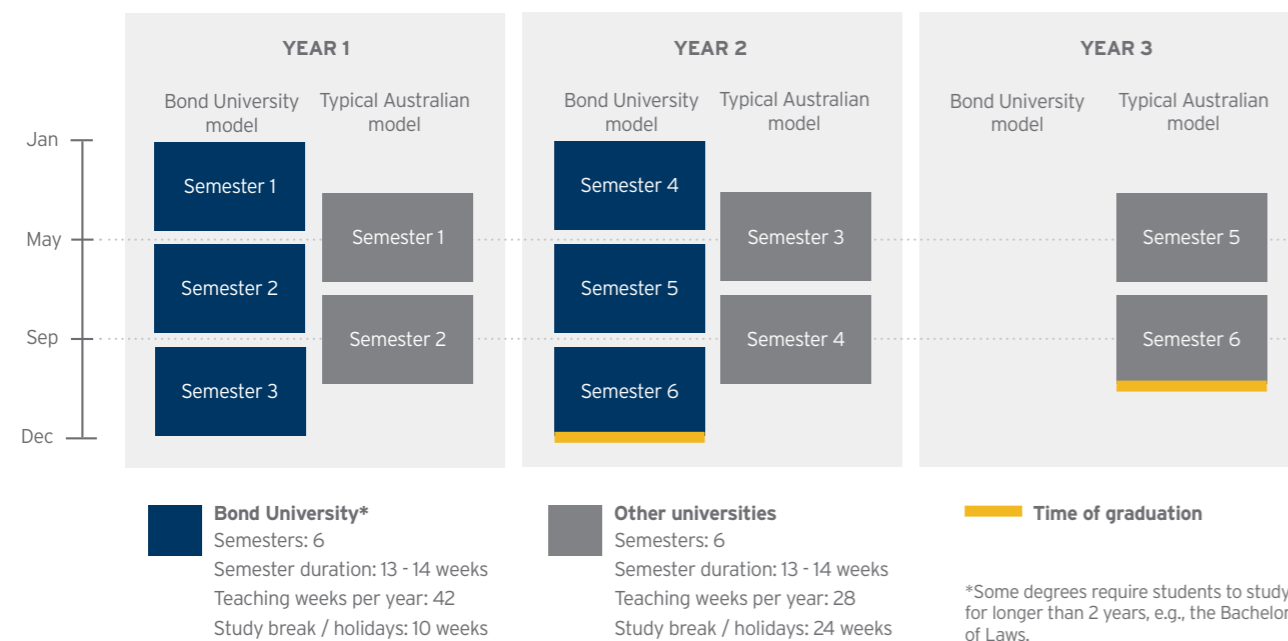 YEAR 1
YEAR 2
YEAR 3
Bond University
model
Typical Australian
model
Bond University
model
Typical Australian
model
Bond University
model
Typical Australian
model
Jan
May
Sep
Dec
Semester 1
Semester 2
Semester 3
Semester 1
Semester 2
Semester 4
Semester 5
Semester 6
Semester 3
Semester 4
Semester 5
Semester 6
Bond University*
Semesters: 6
Semester duration: 13 - 14 weeks
Teaching weeks per year: 42
Study break / holidays: 10 weeks
Other universities
Semesters: 6
Semester duration: 13 - 14 weeks
Teaching weeks per year: 28
Study break / holidays: 24 weeks
Time of graduation
*Some degrees require students to study
for longer than 2 years, e.g., the Bachelor
of Laws.